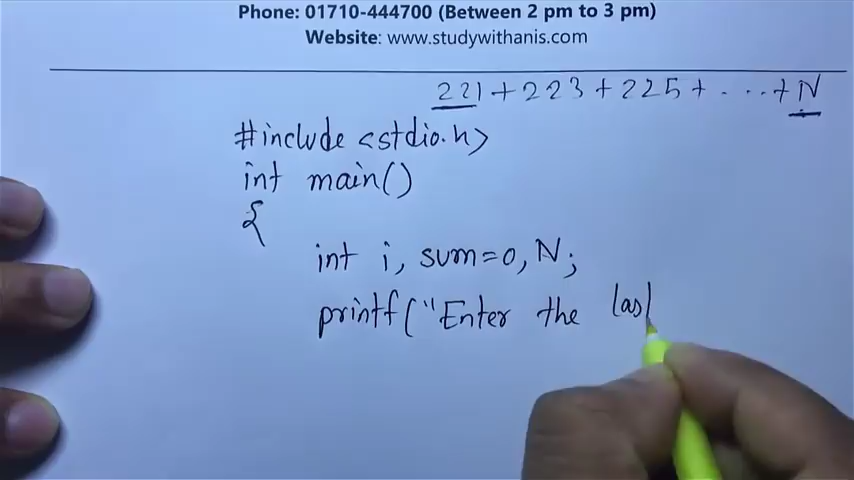 Phone: 01710-444700 (Between 2 pm to 3 pm)
Website: www.studywithanis.com
221+223+225+....+N
#include <stdio.h>
int main()
{
int i, sum=0, N;
printf("Enter the las